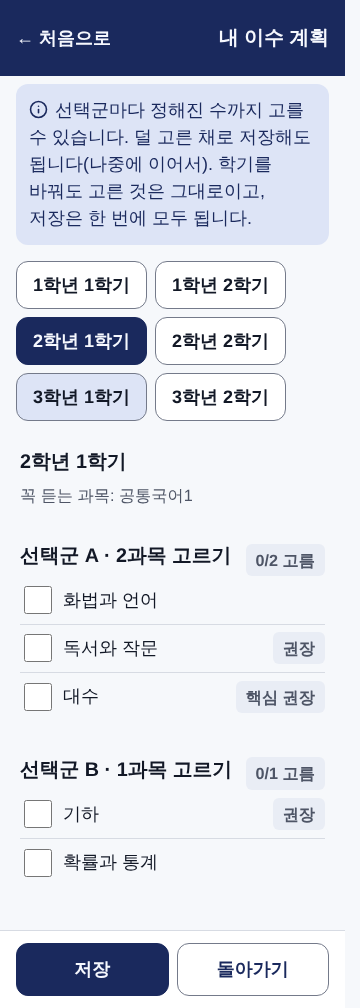 ← 처음으로
내 이수 계획
선택군마다 정해진 수까지 고를
수 있습니다. 덜 고른 채로 저장해도
됩니다(나중에 이어서). 학기를
바꿔도 고른 것은 그대로이고,
저장은 한 번에 모두 됩니다.
1학년 1학기
1학년 2학기
2학년 1학기
2학년 2학기
3학년 1학기
3학년 2학기
2학년 1학기
꼭 듣는 과목: 공통국어1
선택군 A · 2과목 고르기
0/2 고름
화법과 언어
독서와 작문
권장
대수
핵심 권장
선택군 B · 1과목 고르기
0/1 고름
기하
권장
확률과 통계
저장
돌아가기